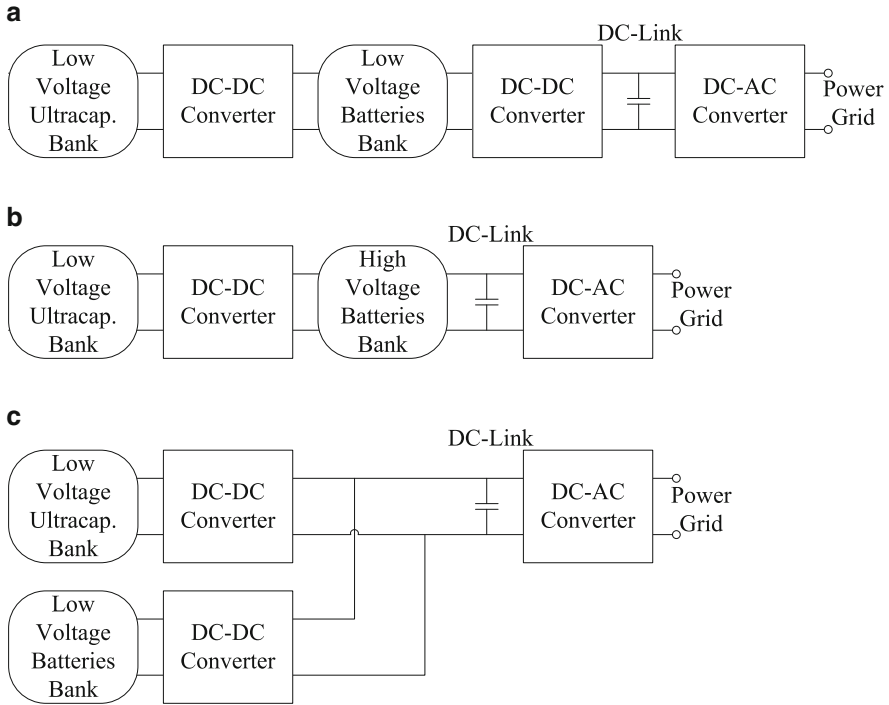 a
Low
Voltage
Ultracap.
Bank
DC-DC
Converter
Low
Voltage
Batteries
Bank
DC-DC
Converter
DC-Link
DC-AC
Converter
Power
Grid
b
Low
Voltage
Ultracap.
Bank
DC-DC
Converter
High
Voltage
Batteries
Bank
DC-Link
DC-AC
Converter
Power
Grid
c
Low
Voltage
Ultracap.
Bank
DC-DC
Converter
DC-Link
DC-AC
Converter
Power
Grid
Low
Voltage
Batteries
Bank
DC-DC
Converter